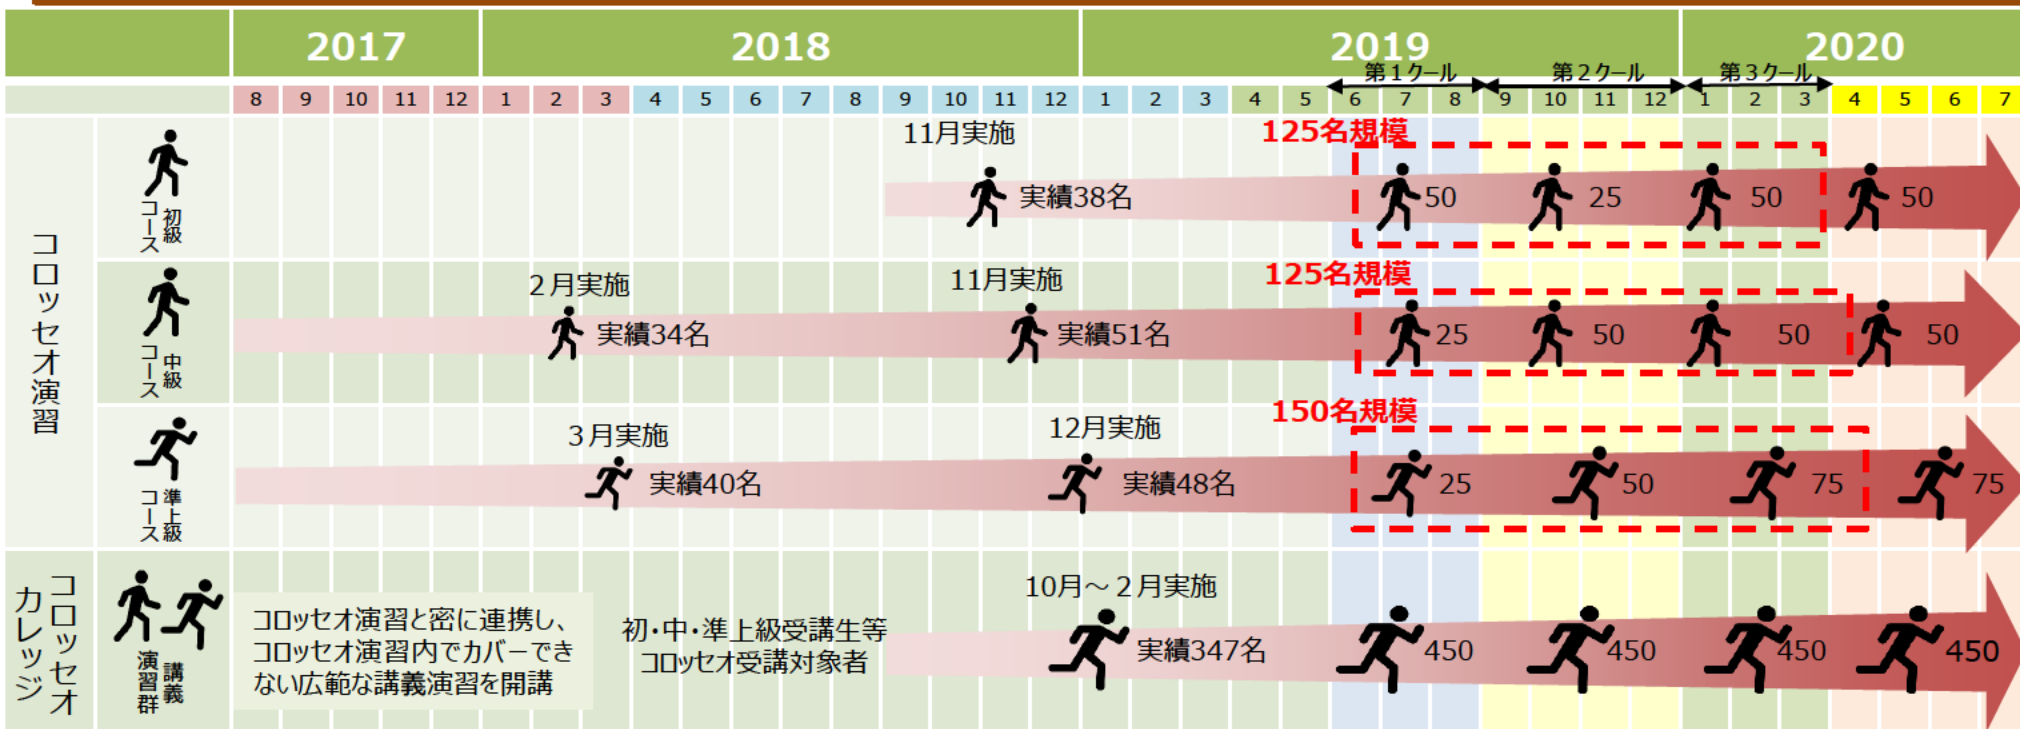 2017 2018 2019 2020
第１クール 第２クール 第３クール
8 9 10 11 12 1 2 3 4 5 6 7 8 9 10 11 12 1 2 3 4 5 6 7 8 9 10 11 12 1 2 3 4 5 6 7
コロッセオ演習
初級
コース
11月実施
実績38名
125名規模
50 25 50 50
中級
コース
２月実施
実績34名
11月実施
実績51名
125名規模
25 50 50 50
準上級
コース
３月実施
実績40名
12月実施
実績48名
150名規模
25 50 75 75
コロッセオ
カレッジ
講義
演習群
コロッセオ演習と密に連携し、
コロッセオ演習内でカバーでき
ない広範な講義演習を開講
初・中・準上級受講生等
コロッセオ受講対象者
10月～２月実施
実績347名
450 450 450 450